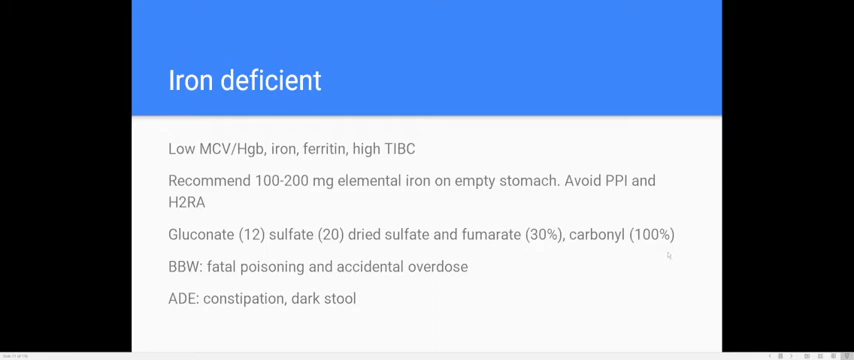 Iron deficient
Low MCV/Hgb, iron, ferritin, high TIBC
Recommend 100-200 mg elemental iron on empty stomach. Avoid PPI and
H2RA
Gluconate (12) sulfate (20) dried sulfate and fumarate (30%), carbonyl (100%)
BBW: fatal poisoning and accidental overdose
ADE: constipation, dark stool